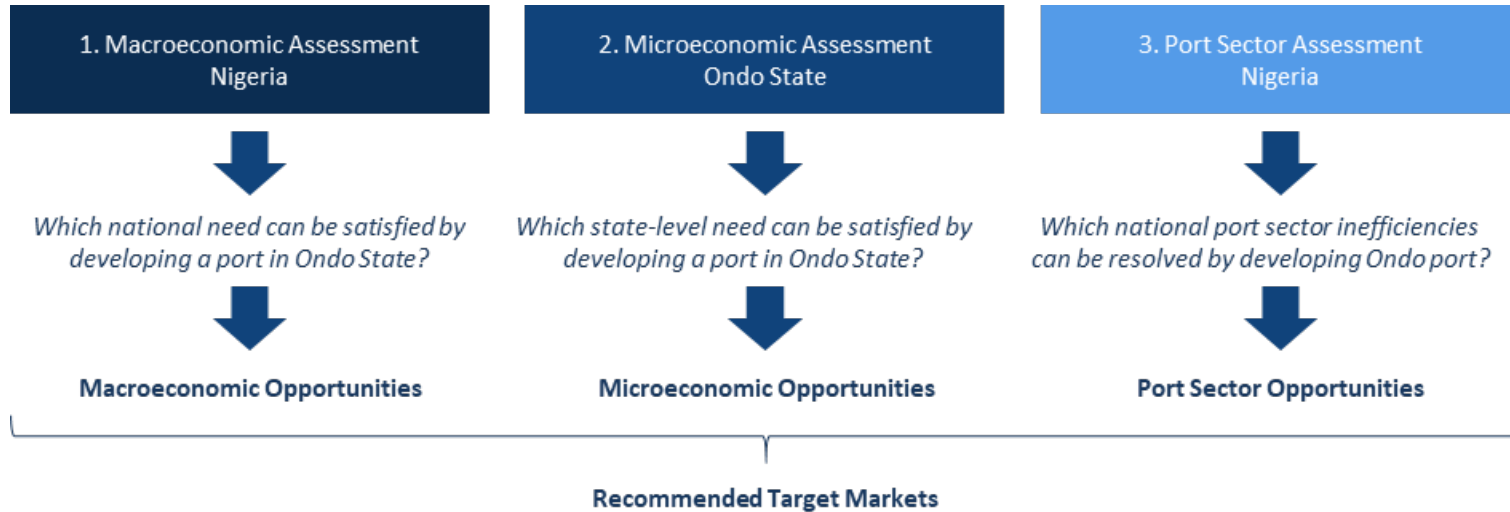 1. Macroeconomic Assessment
Nigeria
2. Microeconomic Assessment
Ondo State
3. Port Sector Assessment
Nigeria
Which national need can be satisfied by
developing a port in Ondo State?
Which state-level need can be satisfied by
developing a port in Ondo State?
Which national port sector inefficiencies
can be resolved by developing Ondo port?
Macroeconomic Opportunities
Microeconomic Opportunities
Port Sector Opportunities
Recommended Target Markets